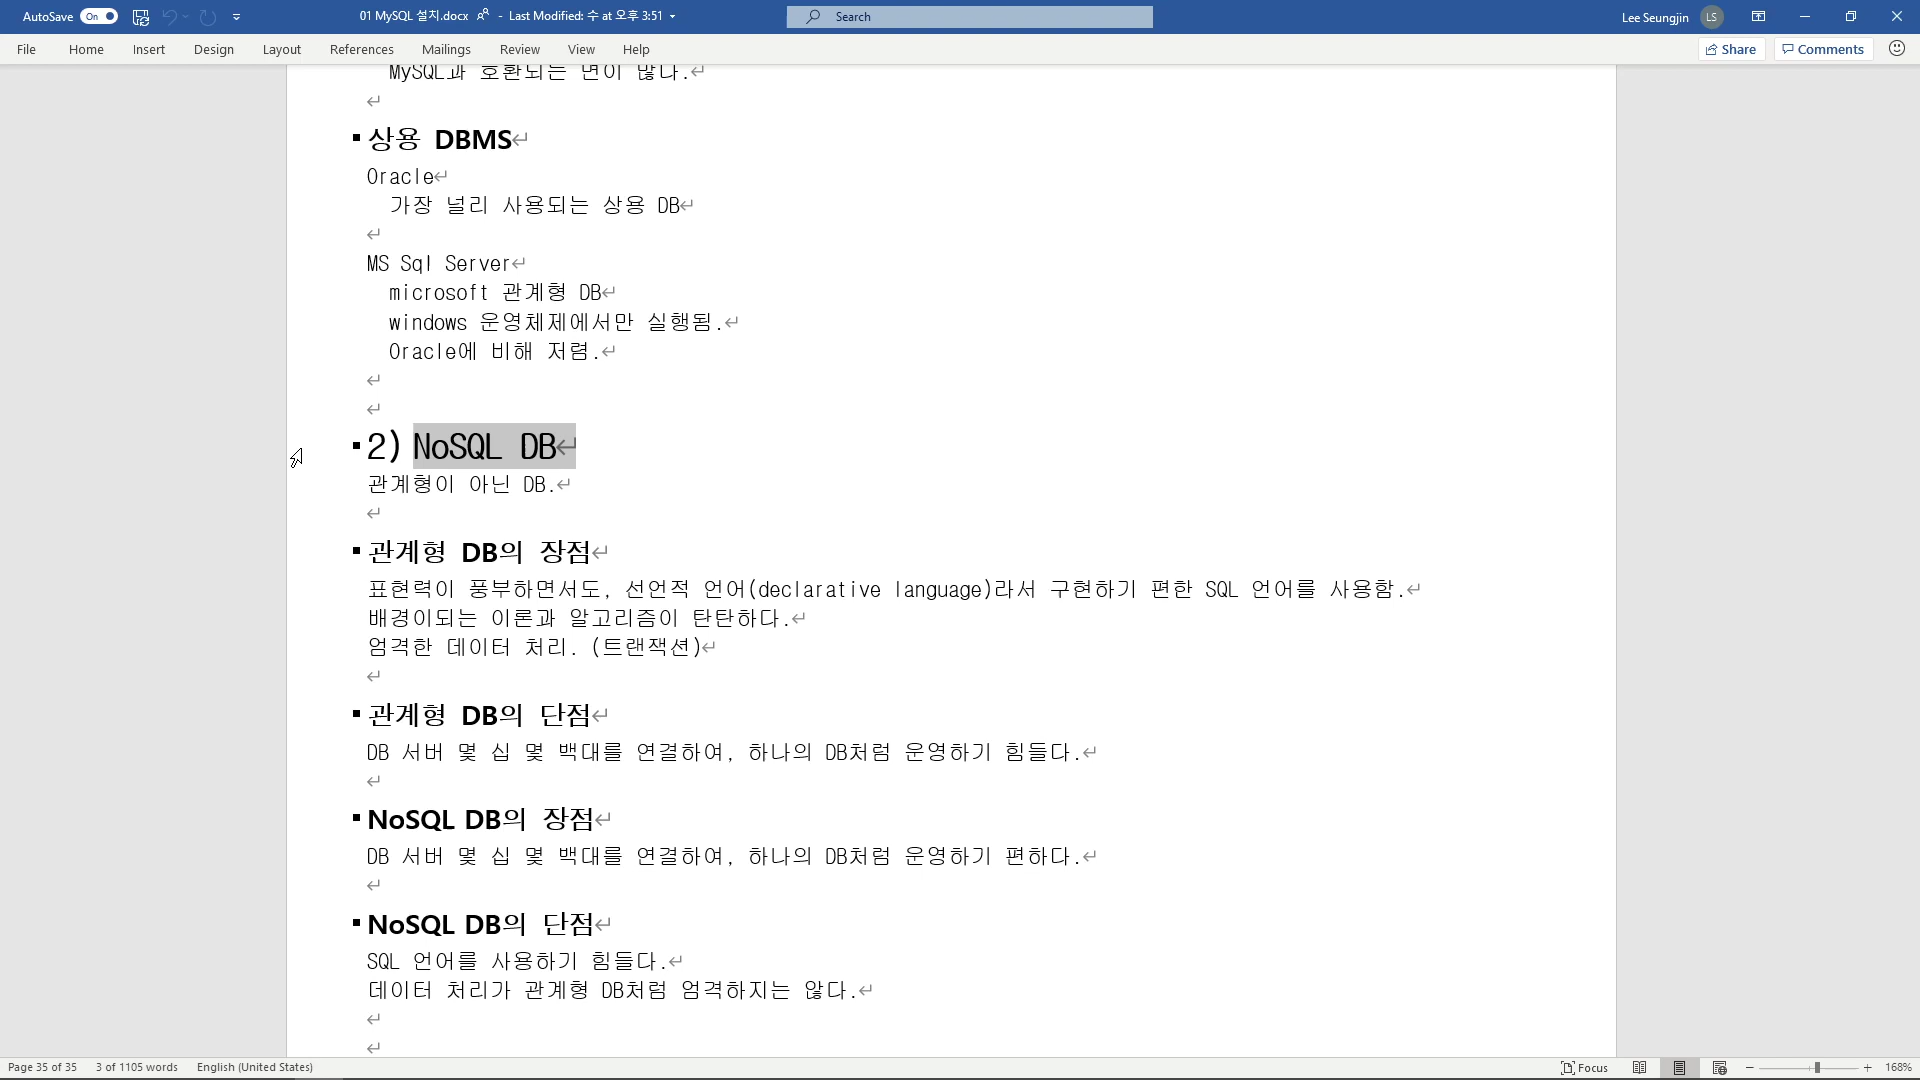 AutoSave On 01 MySQL 설치.docx - Last Modified: 수 at 오후 3:51 Search Lee Seungjin LS
File Home Insert Design Layout References Mailings Review View Help Share Comments
MySQL과 호환되는 면이 많다.
상용 DBMS
Oracle
가장 널리 사용되는 상용 DB
MS Sql Server
microsoft 관계형 DB
windows 운영체제에서만 실행됨.
Oracle에 비해 저렴.
2) NoSQL DB
관계형이 아닌 DB.
관계형 DB의 장점
표현력이 풍부하면서도, 선언적 언어(declarative language)라서 구현하기 편한 SQL 언어를 사용함.
배경이되는 이론과 알고리즘이 탄탄하다.
엄격한 데이터 처리. (트랜잭션)
관계형 DB의 단점
DB 서버 몇 십 몇 백대를 연결하여, 하나의 DB처럼 운영하기 힘들다.
NoSQL DB의 장점
DB 서버 몇 십 몇 백대를 연결하여, 하나의 DB처럼 운영하기 편하다.
NoSQL DB의 단점
SQL 언어를 사용하기 힘들다.
데이터 처리가 관계형 DB처럼 엄격하지는 않다.
Page 35 of 35 3 of 1105 words English (United States) Focus 168%